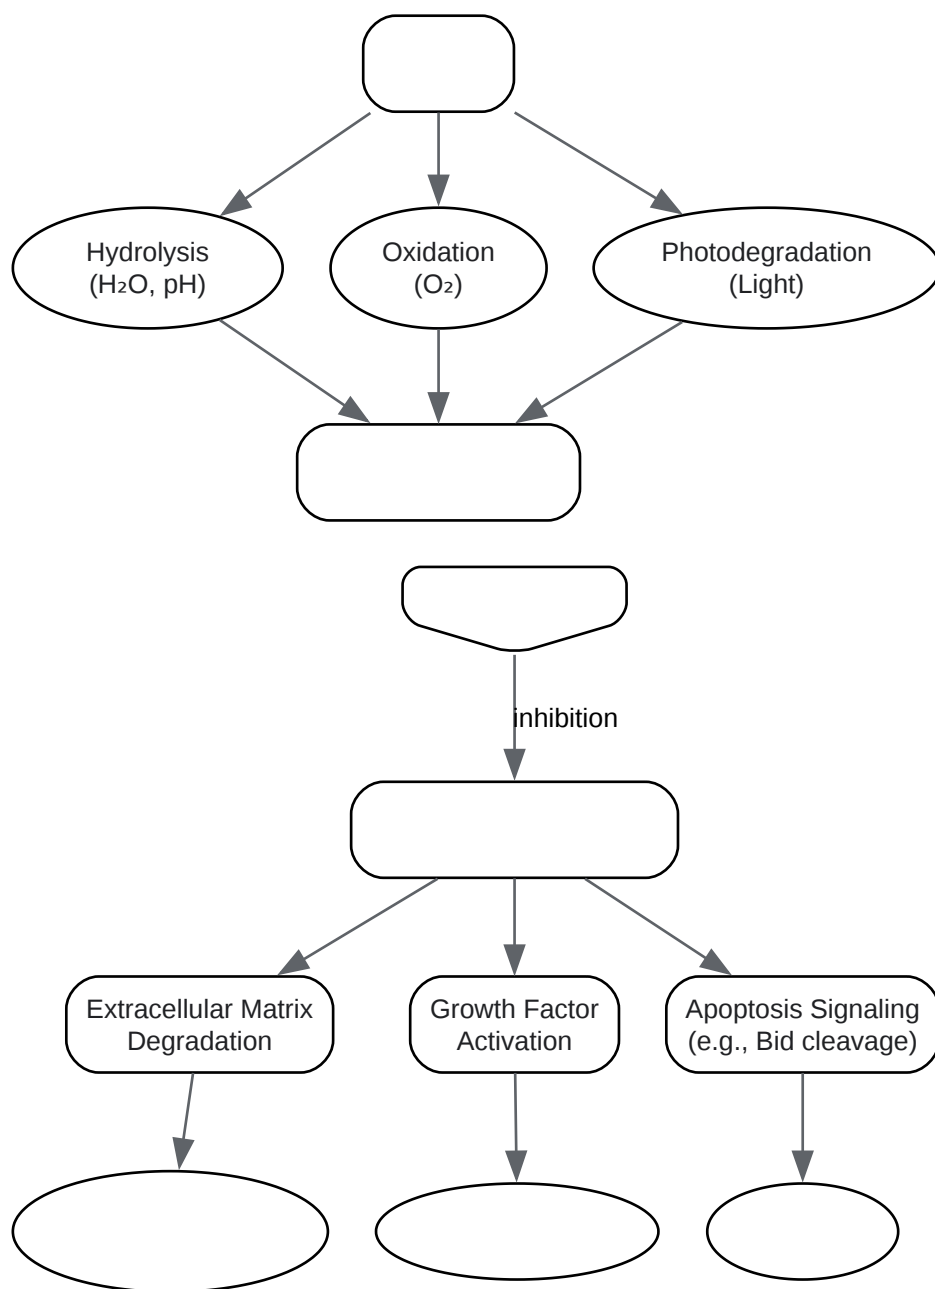 Hydrolysis
(H₂O, pH)
Oxidation
(O₂)
Photodegradation
(Light)
inhibition
Extracellular Matrix
Degradation
Growth Factor
Activation
Apoptosis Signaling
(e.g., Bid cleavage)